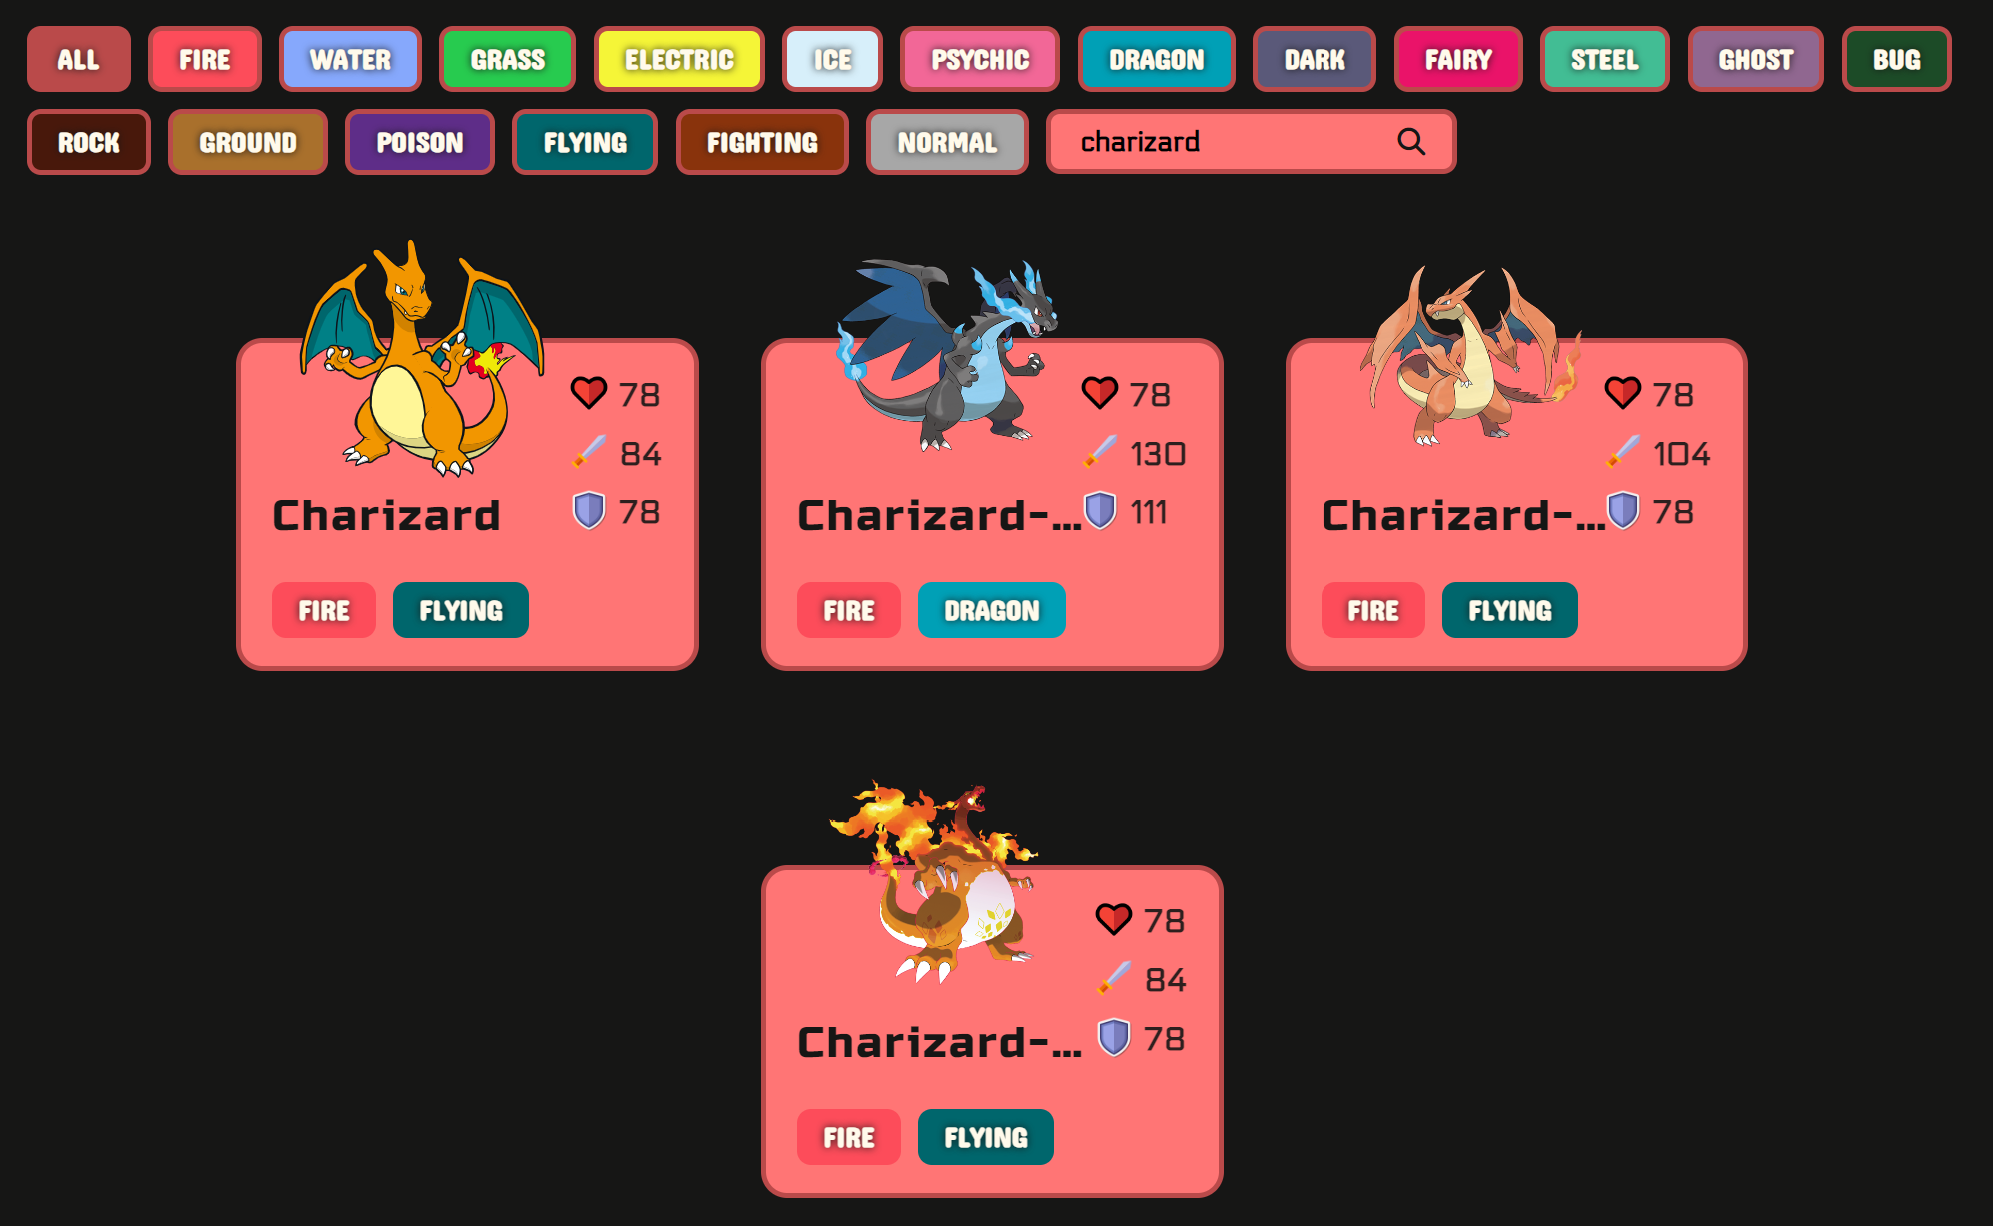 ALL FIRE WATER GRASS ELECTRIC ICE PSYCHIC DRAGON DARK FAIRY STEEL GHOST BUG
ROCK GROUND POISON FLYING FIGHTING NORMAL charizard
78
84
Charizard 78
FIRE FLYING
78
130
Charizard-... 111
FIRE DRAGON
78
104
Charizard-... 78
FIRE FLYING
78
84
Charizard-... 78
FIRE FLYING